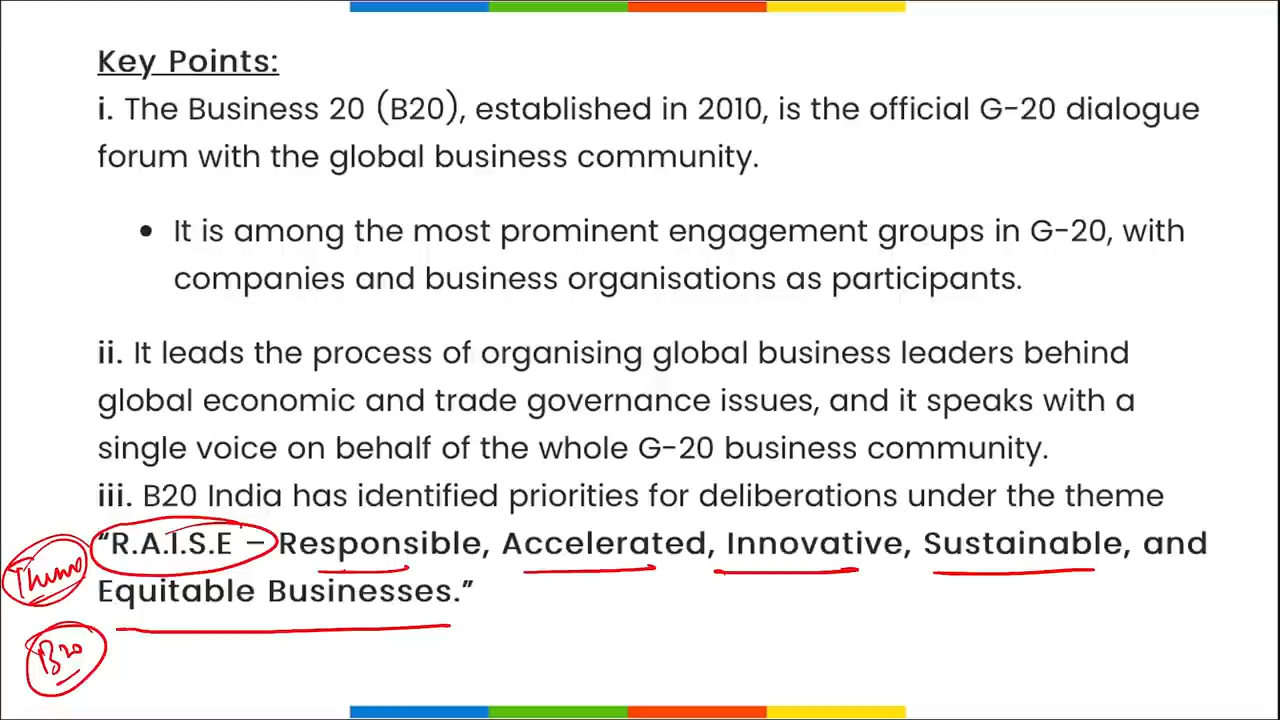 Key Points:
i. The Business 20 (B20), established in 2010, is the official G-20 dialogue
forum with the global business community.
• It is among the most prominent engagement groups in G-20, with
companies and business organisations as participants.
ii. It leads the process of organising global business leaders behind
global economic and trade governance issues, and it speaks with a
single voice on behalf of the whole G-20 business community.
iii. B20 India has identified priorities for deliberations under the theme
“R.A.I.S.E – Responsible, Accelerated, Innovative, Sustainable, and
Equitable Businesses.”
B20